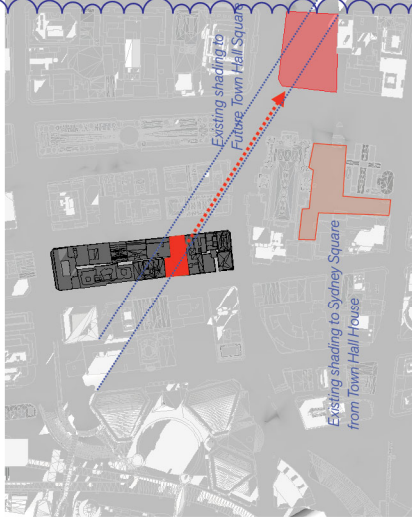 Existing shading to
Future Town Hall Square
Existing shading to Sydney Square
from Town Hall House